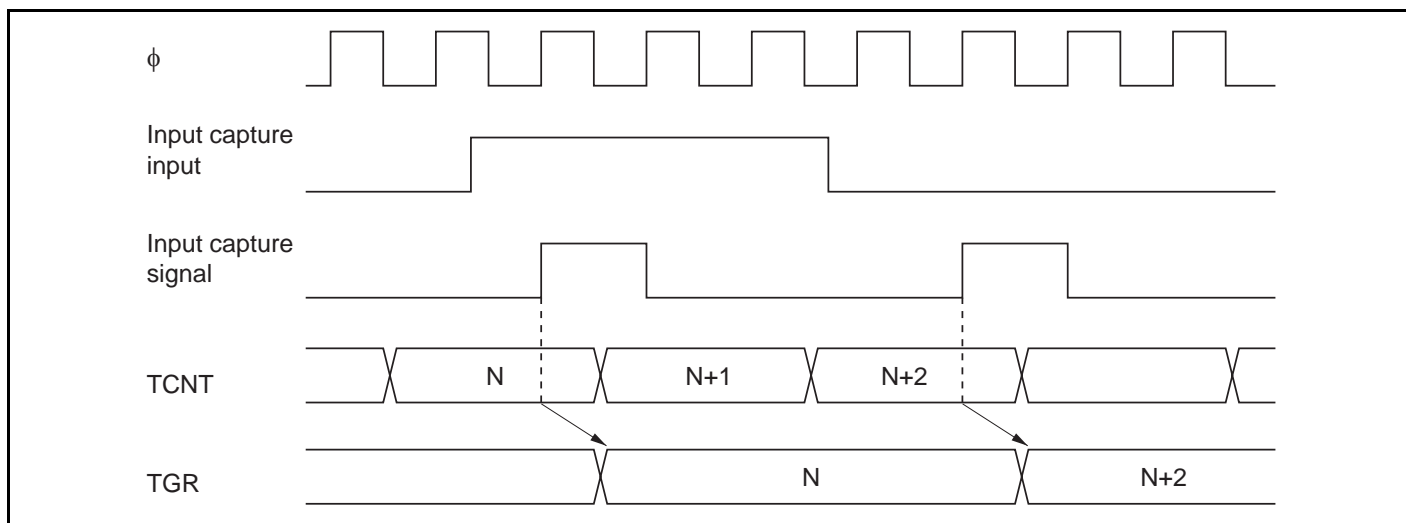 ϕ
Input capture
input
Input capture
signal
TCNT
N
N+1
N+2
TGR
N
N+2